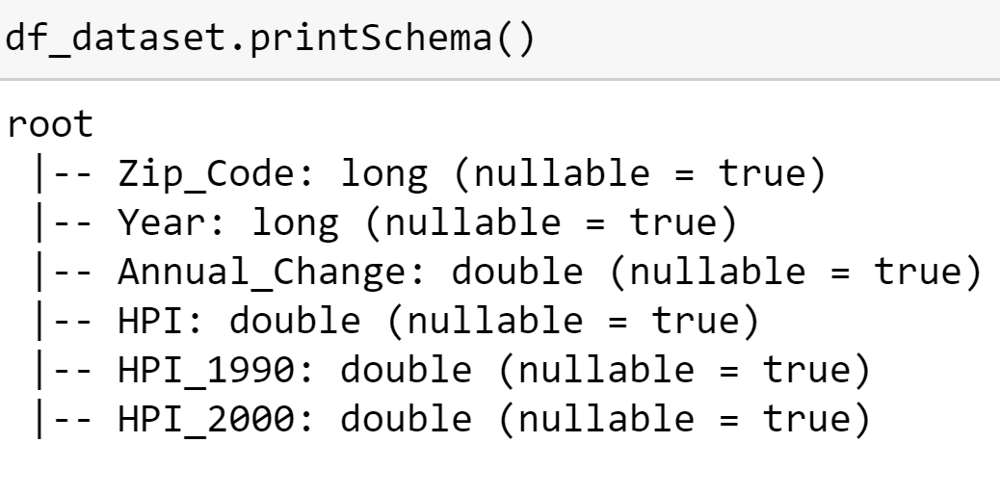 df_dataset.printSchema()
root
|-- Zip_Code: long (nullable = true)
|-- Year: long (nullable = true)
|-- Annual_Change: double (nullable = true)
|-- HPI: double (nullable = true)
|-- HPI_1990: double (nullable = true)
|-- HPI_2000: double (nullable = true)